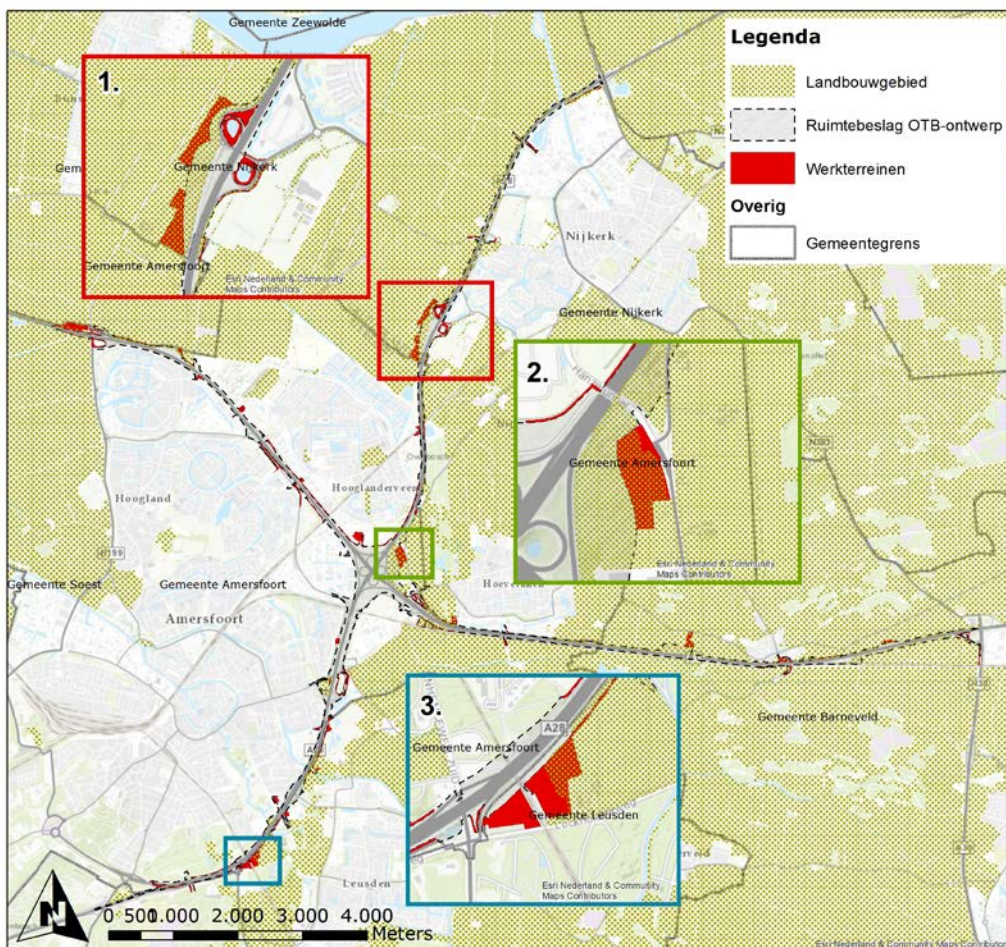 Gemeente Zeewolde
1.
Gemeente Nijkerk
Gemeente Amersfoort
Esri Nederland & Community
Maps Contributors
Legenda
Landbouwgebied
Ruimtebeslag OTB-ontwerp
Werkterreinen
Overig
Gemeentegrens
Nijkerk
Gemeente Nijkerk
2.
Gemeente Amersfoort
Esri Nederland & Community
Maps Contributors
Hoogland
Hooglanderveen
Gemeente Soest
Gemeente Amersfoort
Amersfoort
Hoevelaken
3.
A28
Gemeente Amersfoort
Gemeente Leusden
Esri Nederland & Community
Maps Contributors
Gemeente Barneveld
Leusden
N
0 500 1.000 2.000 3.000 4.000
Meters
Esri Nederland & Community Maps Contributors